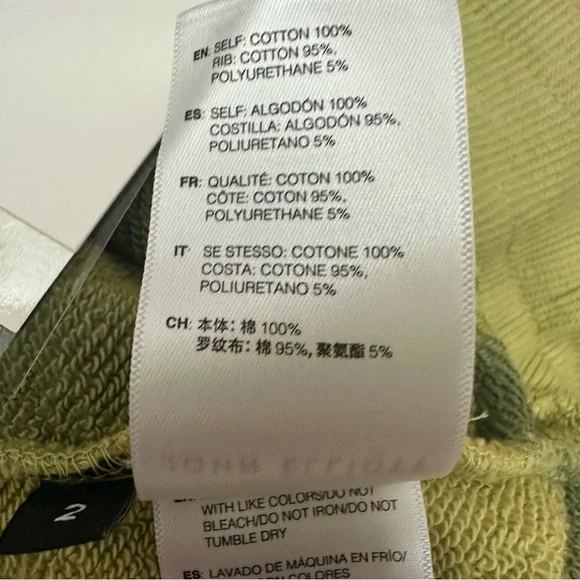 EN: SELF: COTTON 100%
RIB: COTTON 95%,
POLYURETHANE 5%
ES: SELF: ALGODÓN 100%
COSTILLA: ALGODÓN 95%,
POLIURETANO 5%
FR: QUALITÉ: COTON 100%
CÔTE: COTON 95%,
POLYURETHANE 5%
IT: SE STESSO: COTONE 100%
COSTA: COTONE 95%,
POLIURETANO 5%
CH: 本体: 棉 100%
罗纹布: 棉 95%, 聚氨酯 5%
2
WITH LIKE COLORS/DO NOT
BLEACH/DO NOT IRON/DO NOT
TUMBLE DRY
ES: LAVADO DE MÁQUINA EN FRÍO/
COLORES